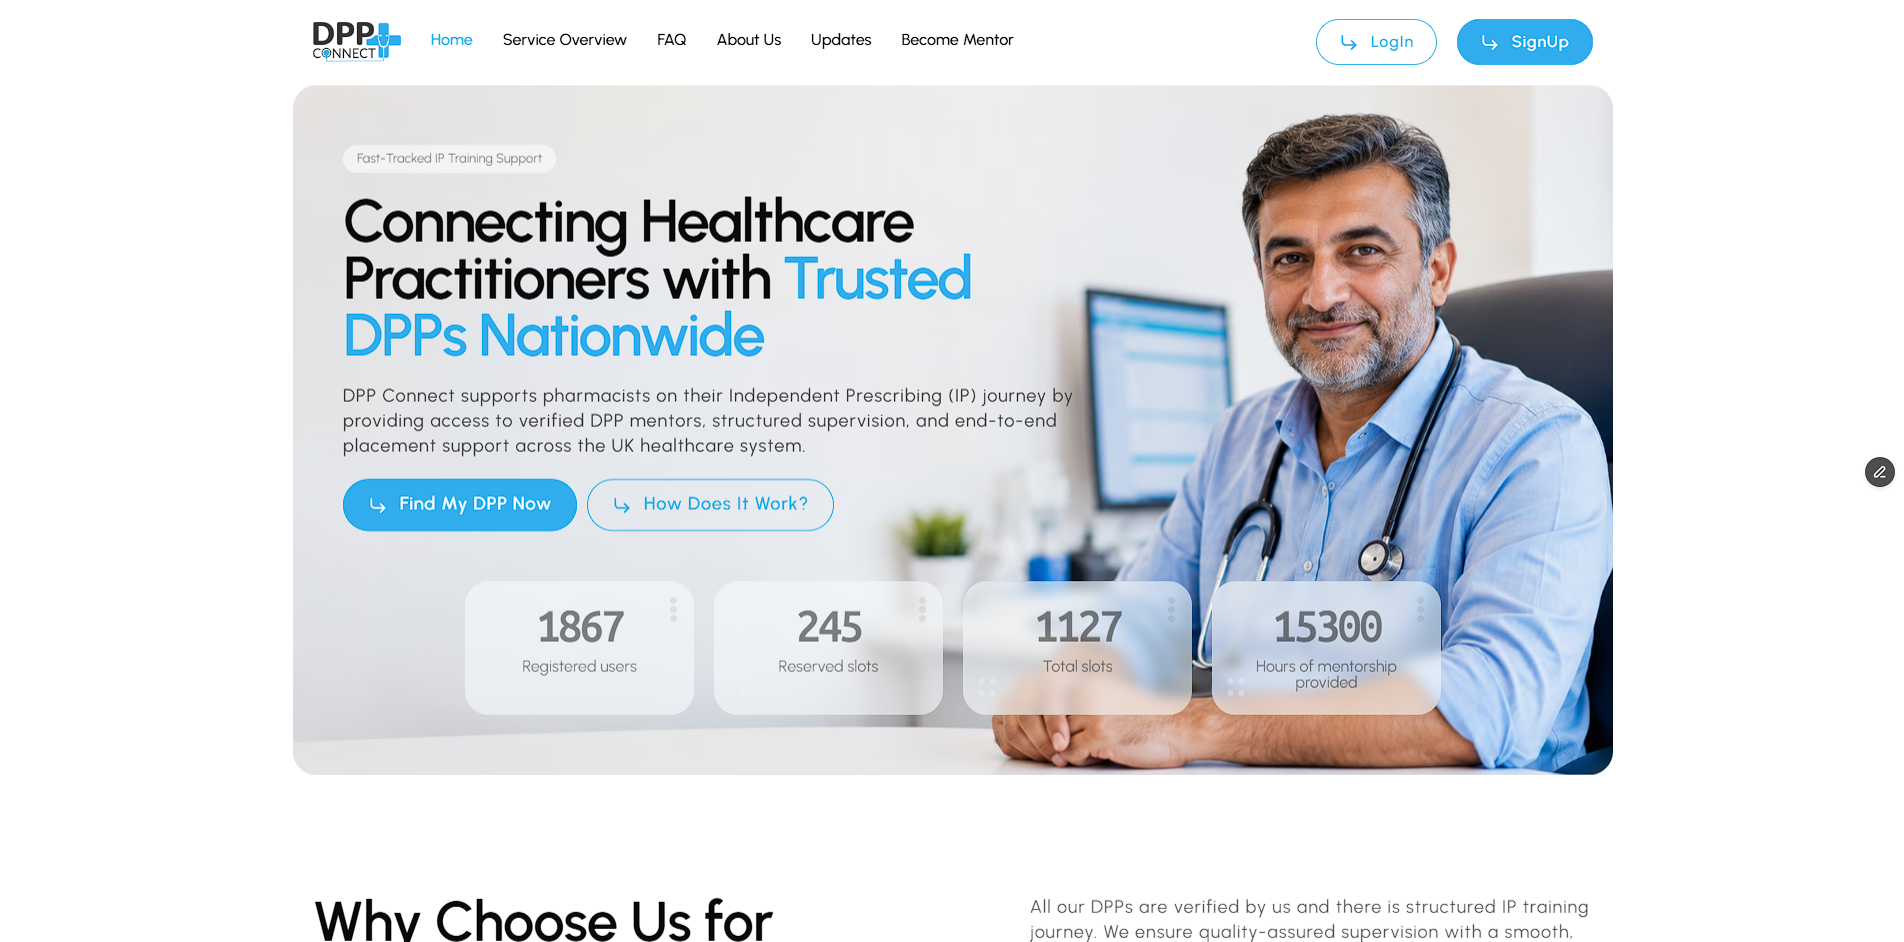 DPP
CONNECT
Home
Service Overview
FAQ
About Us
Updates
Become Mentor
LogIn
SignUp
Fast-Tracked IP Training Support
Connecting Healthcare
Practitioners with Trusted
DPPs Nationwide
DPP Connect supports pharmacists on their Independent Prescribing (IP) journey by
providing access to verified DPP mentors, structured supervision, and end-to-end
placement support across the UK healthcare system.
Find My DPP Now
How Does It Work?
1867
Registered users
245
Reserved slots
1127
Total slots
15300
Hours of mentorship
provided
Why Choose Us for
All our DPPs are verified by us and there is structured IP training
journey. We ensure quality-assured supervision with a smooth,